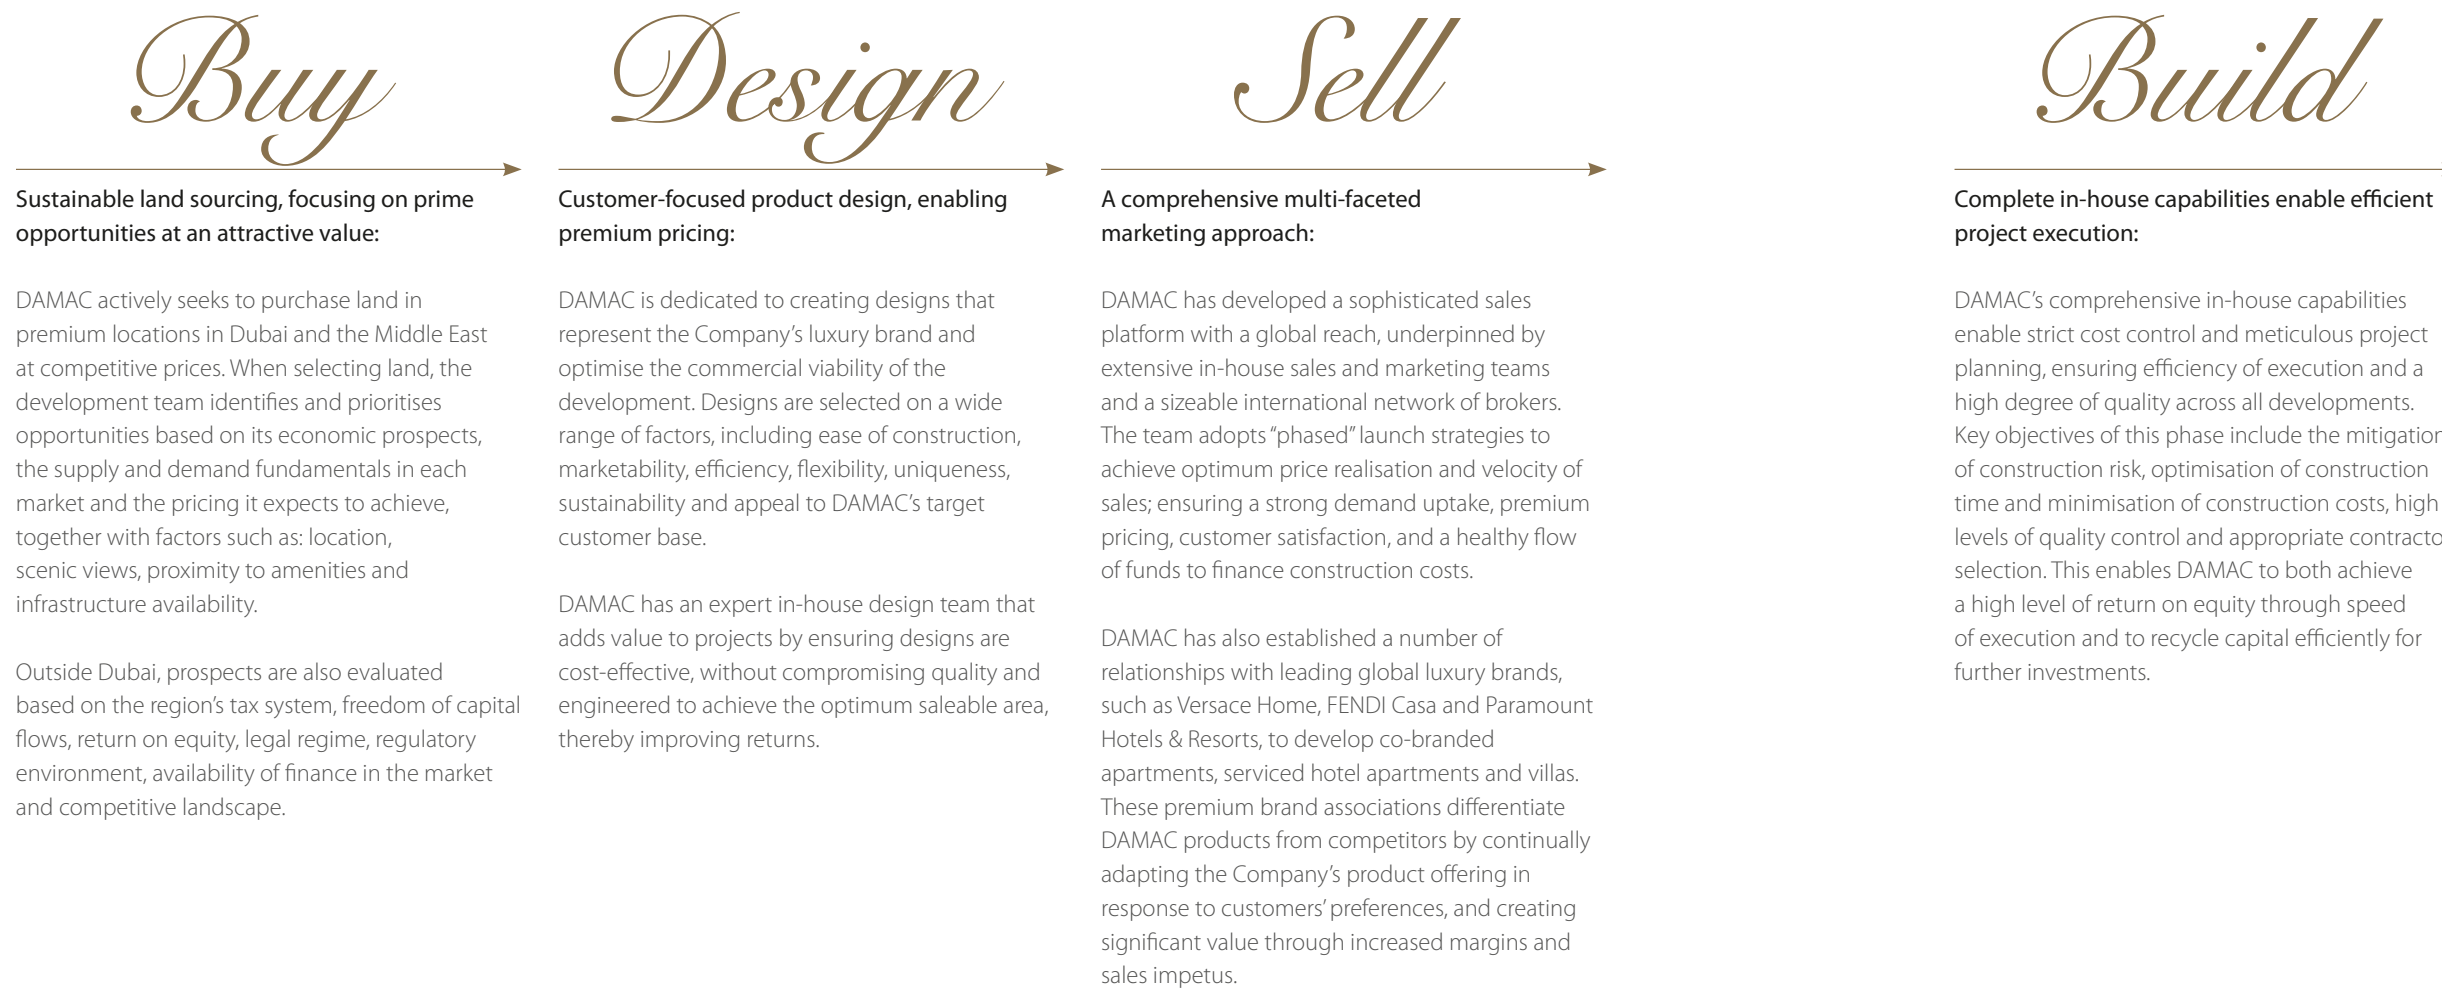 Buy
Sustainable land sourcing, focusing on prime
opportunities at an attractive value:
DAMAC actively seeks to purchase land in
premium locations in Dubai and the Middle East
at competitive prices. When selecting land, the
development team identifies and prioritises
opportunities based on its economic prospects,
the supply and demand fundamentals in each
market and the pricing it expects to achieve,
together with factors such as: location,
scenic views, proximity to amenities and
infrastructure availability.
Outside Dubai, prospects are also evaluated
based on the region’s tax system, freedom of capital
flows, return on equity, legal regime, regulatory
environment, availability of finance in the market
and competitive landscape.
Design
Customer-focused product design, enabling
premium pricing:
DAMAC is dedicated to creating designs that
represent the Company’s luxury brand and
optimise the commercial viability of the
development. Designs are selected on a wide
range of factors, including ease of construction,
marketability, efficiency, flexibility, uniqueness,
sustainability and appeal to DAMAC’s target
customer base.
DAMAC has an expert in-house design team that
adds value to projects by ensuring designs are
cost-effective, without compromising quality and
engineered to achieve the optimum saleable area,
thereby improving returns.
Sell
A comprehensive multi-faceted
marketing approach:
DAMAC has developed a sophisticated sales
platform with a global reach, underpinned by
extensive in-house sales and marketing teams
and a sizeable international network of brokers.
The team adopts “phased” launch strategies to
achieve optimum price realisation and velocity of
sales; ensuring a strong demand uptake, premium
pricing, customer satisfaction, and a healthy flow
of funds to finance construction costs.
DAMAC has also established a number of
relationships with leading global luxury brands,
such as Versace Home, FENDI Casa and Paramount
Hotels & Resorts, to develop co-branded
apartments, serviced hotel apartments and villas.
These premium brand associations differentiate
DAMAC products from competitors by continually
adapting the Company’s product offering in
response to customers’ preferences, and creating
significant value through increased margins and
sales impetus.
Build
Complete in-house capabilities enable efficient
project execution:
DAMAC’s comprehensive in-house capabilities
enable strict cost control and meticulous project
planning, ensuring efficiency of execution and a
high degree of quality across all developments.
Key objectives of this phase include the mitigation
of construction risk, optimisation of construction
time and minimisation of construction costs, high
levels of quality control and appropriate contracto
selection. This enables DAMAC to both achieve
a high level of return on equity through speed
of execution and to recycle capital efficiently for
further investments.